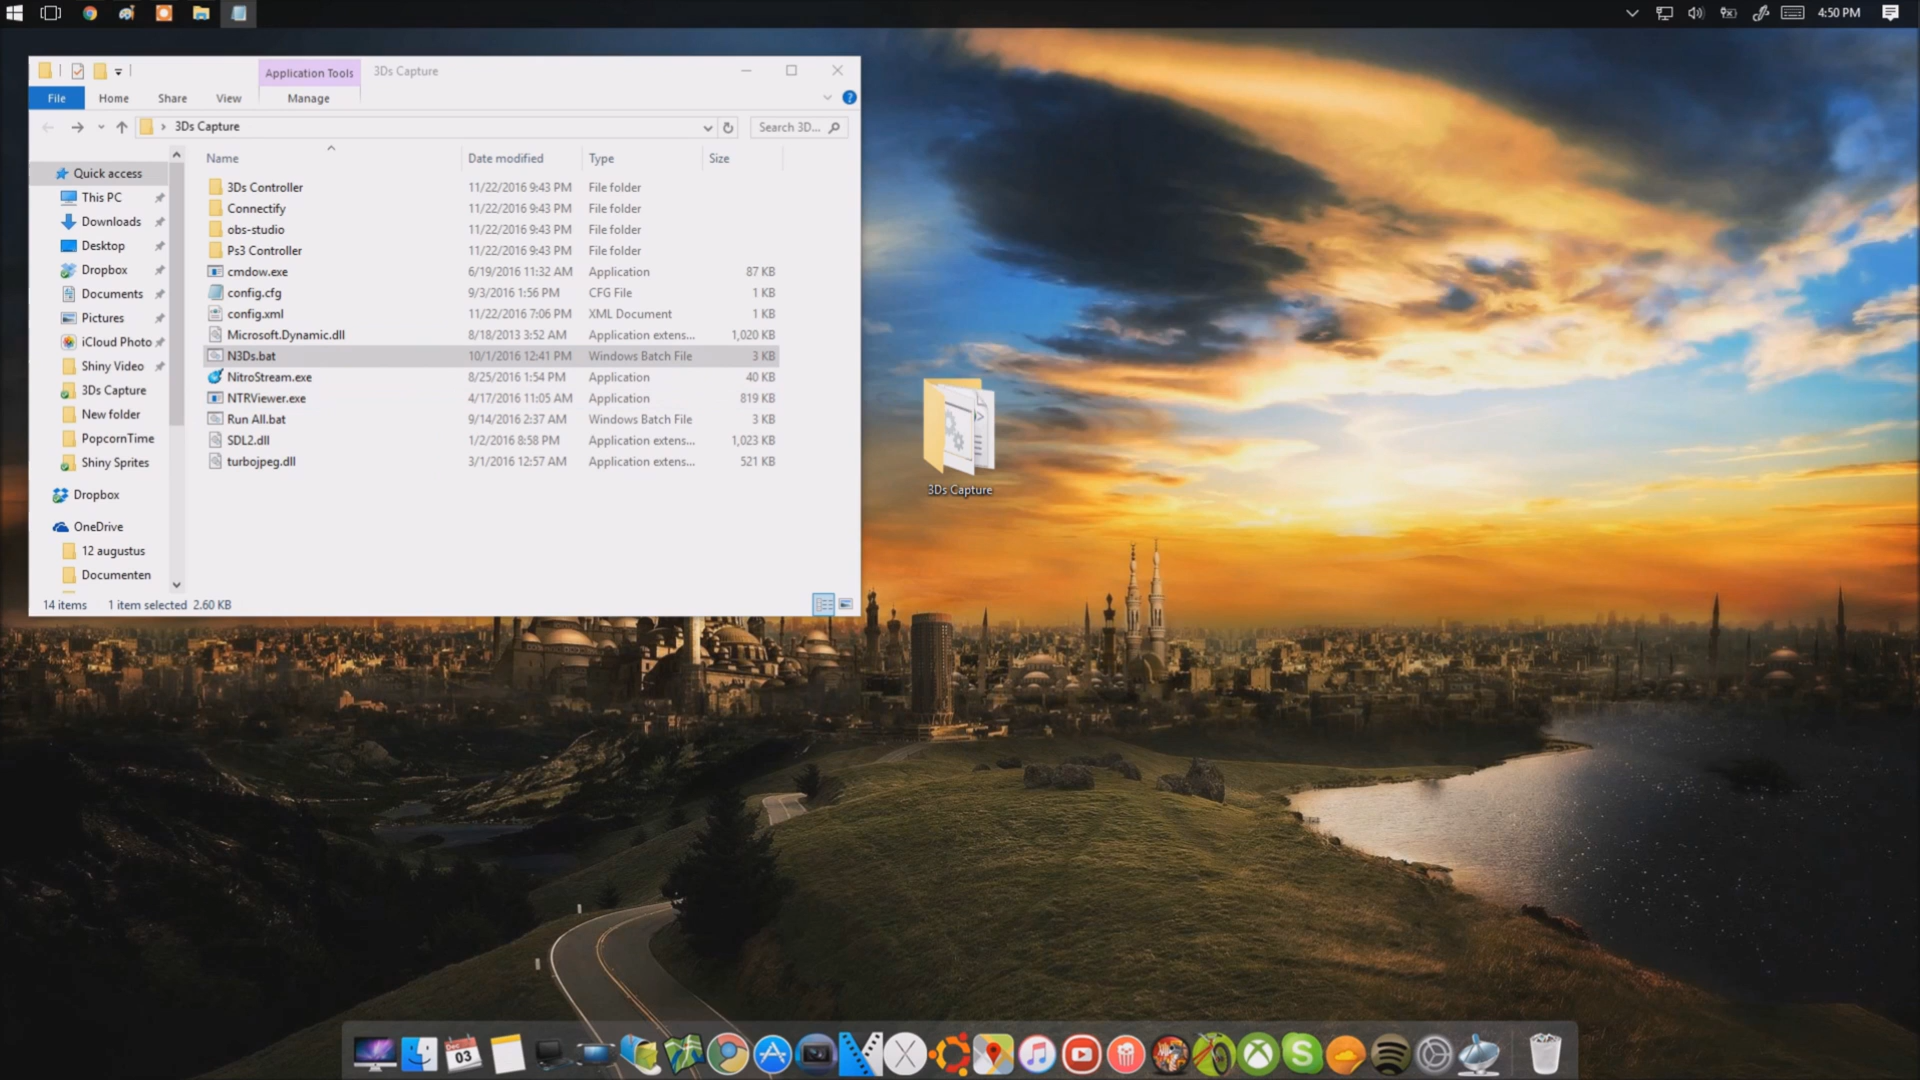 4:50 PM
Application Tools
3Ds Capture
File
Home
Share
View
Manage
3Ds Capture
Search 3D...
Name
Date modified
Type
Size
Quick access
This PC
Downloads
Desktop
Dropbox
Documents
Pictures
iCloud Photo
Shiny Video
3Ds Capture
New folder
PopcornTime
Shiny Sprites
Dropbox
OneDrive
12 augustus
Documenten
3Ds Controller 11/22/2016 9:43 PM File folder
Connectify 11/22/2016 9:43 PM File folder
obs-studio 11/22/2016 9:43 PM File folder
Ps3 Controller 11/22/2016 9:43 PM File folder
cmdow.exe 6/19/2016 11:32 AM Application 87 KB
config.cfg 9/3/2016 1:56 PM CFG File 1 KB
config.xml 11/22/2016 7:06 PM XML Document 1 KB
Microsoft.Dynamic.dll 8/18/2013 3:52 AM Application extens... 1,020 KB
N3Ds.bat 10/1/2016 12:41 PM Windows Batch File 3 KB
NitroStream.exe 8/25/2016 1:54 PM Application 40 KB
NTRViewer.exe 4/17/2016 11:05 AM Application 819 KB
Run All.bat 9/14/2016 2:37 AM Windows Batch File 3 KB
SDL2.dll 1/2/2016 8:58 PM Application extens... 1,023 KB
turbojpeg.dll 3/1/2016 12:57 AM Application extens... 521 KB
14 items
1 item selected 2.60 KB
3Ds Capture
Dec
03